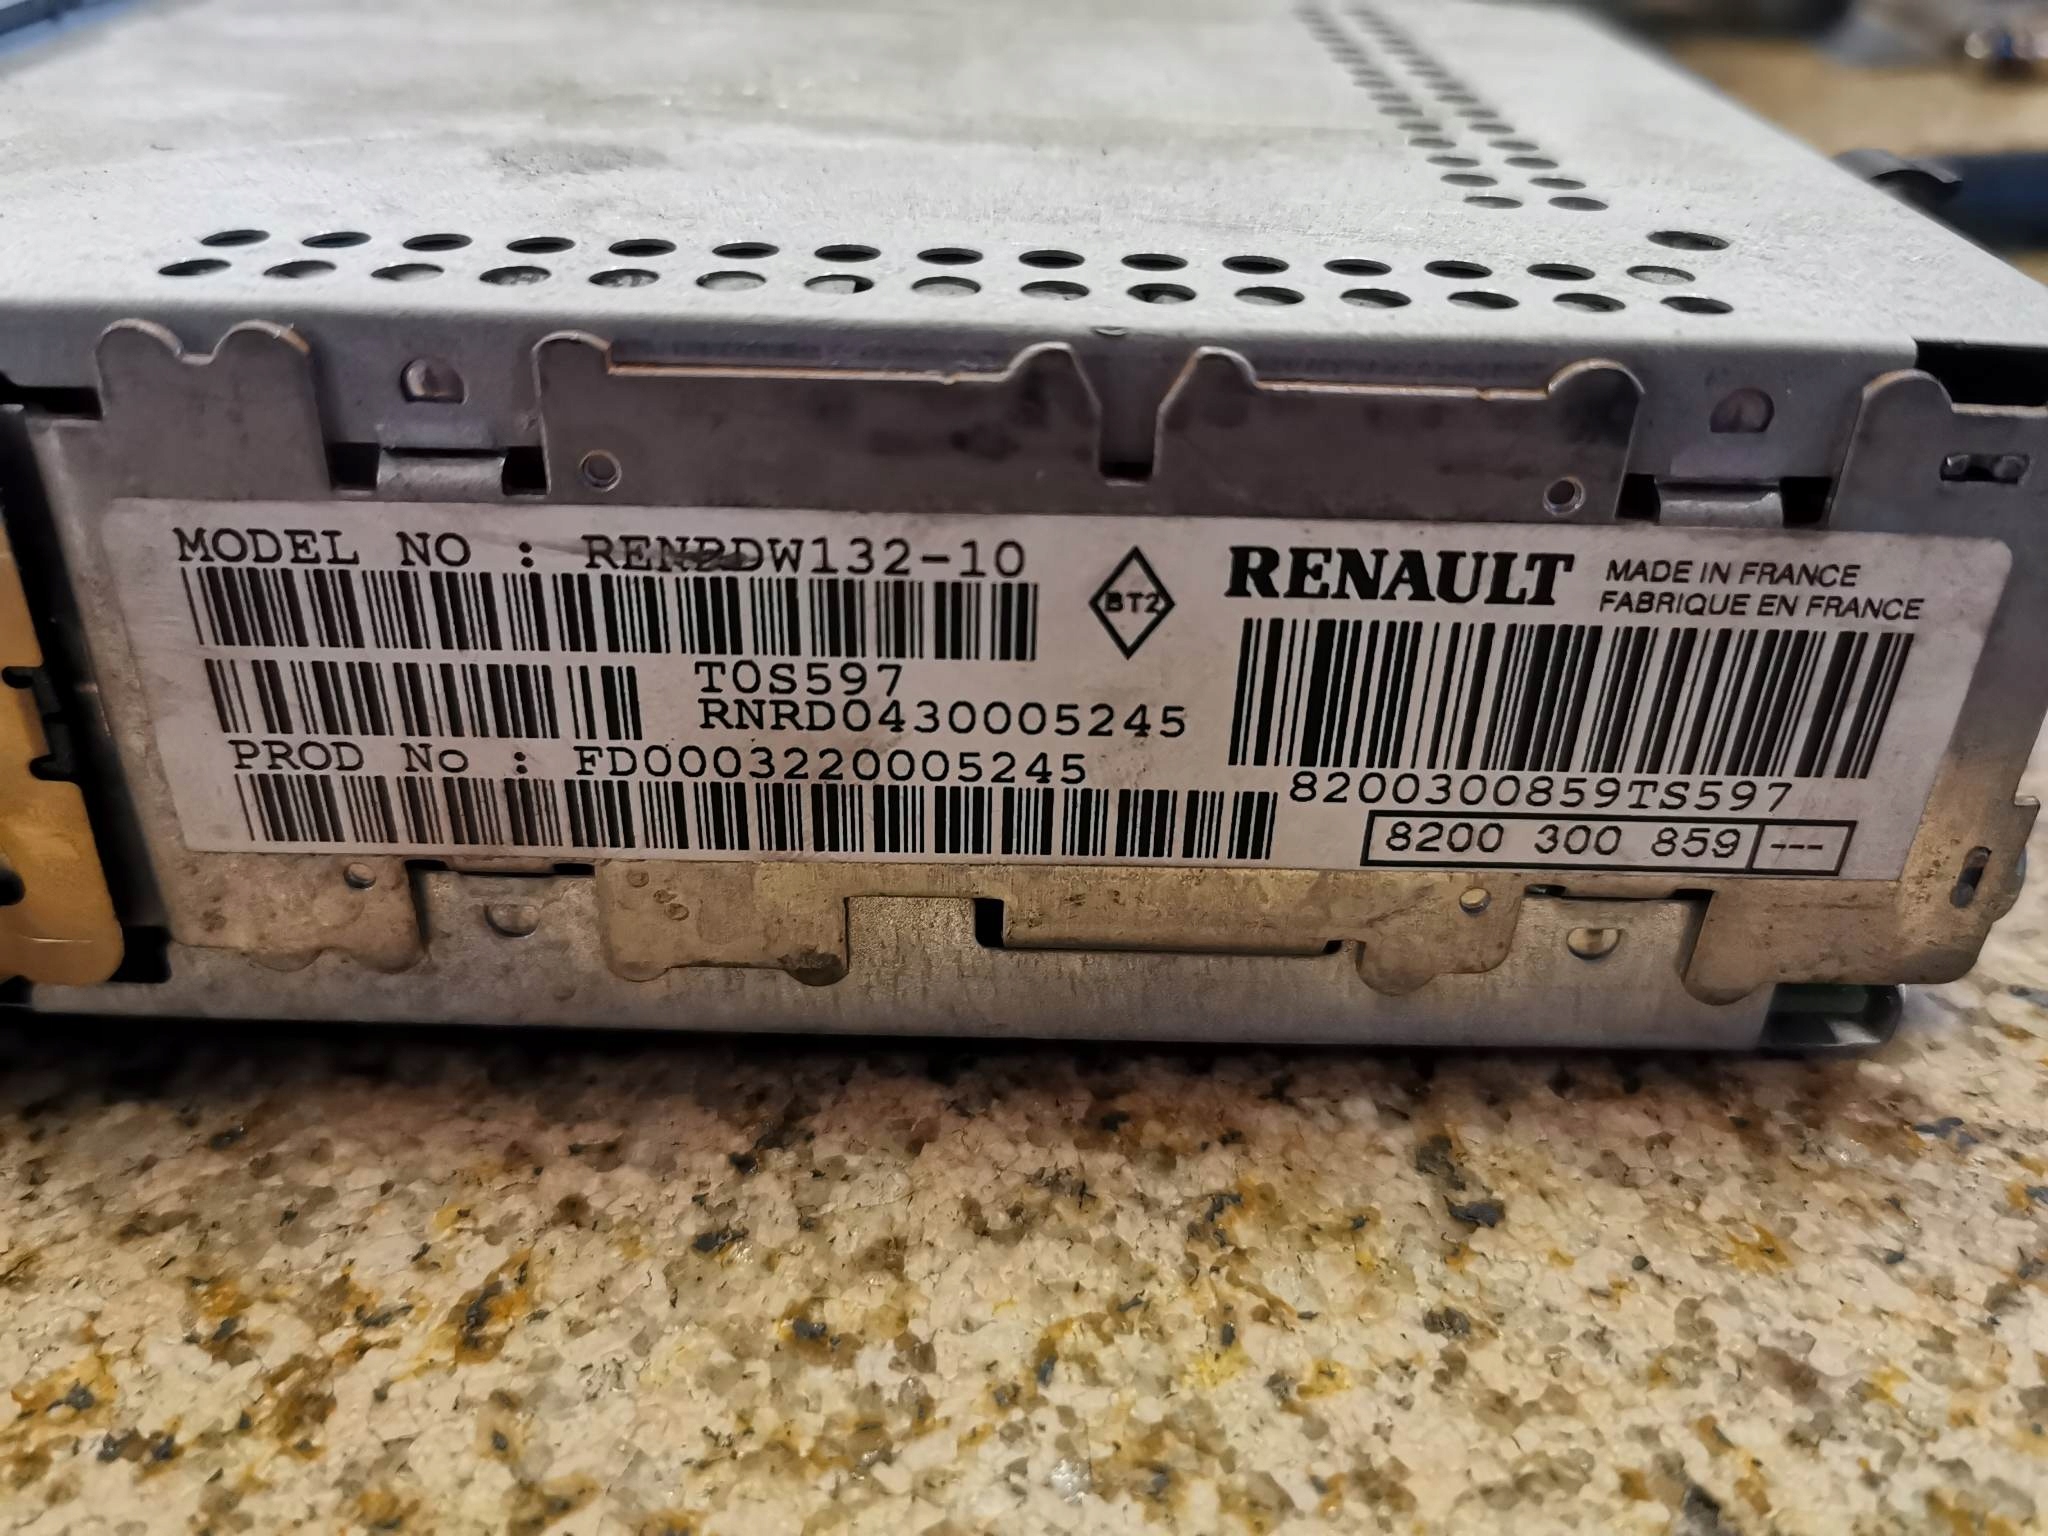 MODEL NO : RENRDW132-10
T0S597
RNRD0430005245
PROD No : FD0003220005245
BT2
RENAULT
MADE IN FRANCE
FABRIQUE EN FRANCE
8200300859TS597
8200 300 859 ---